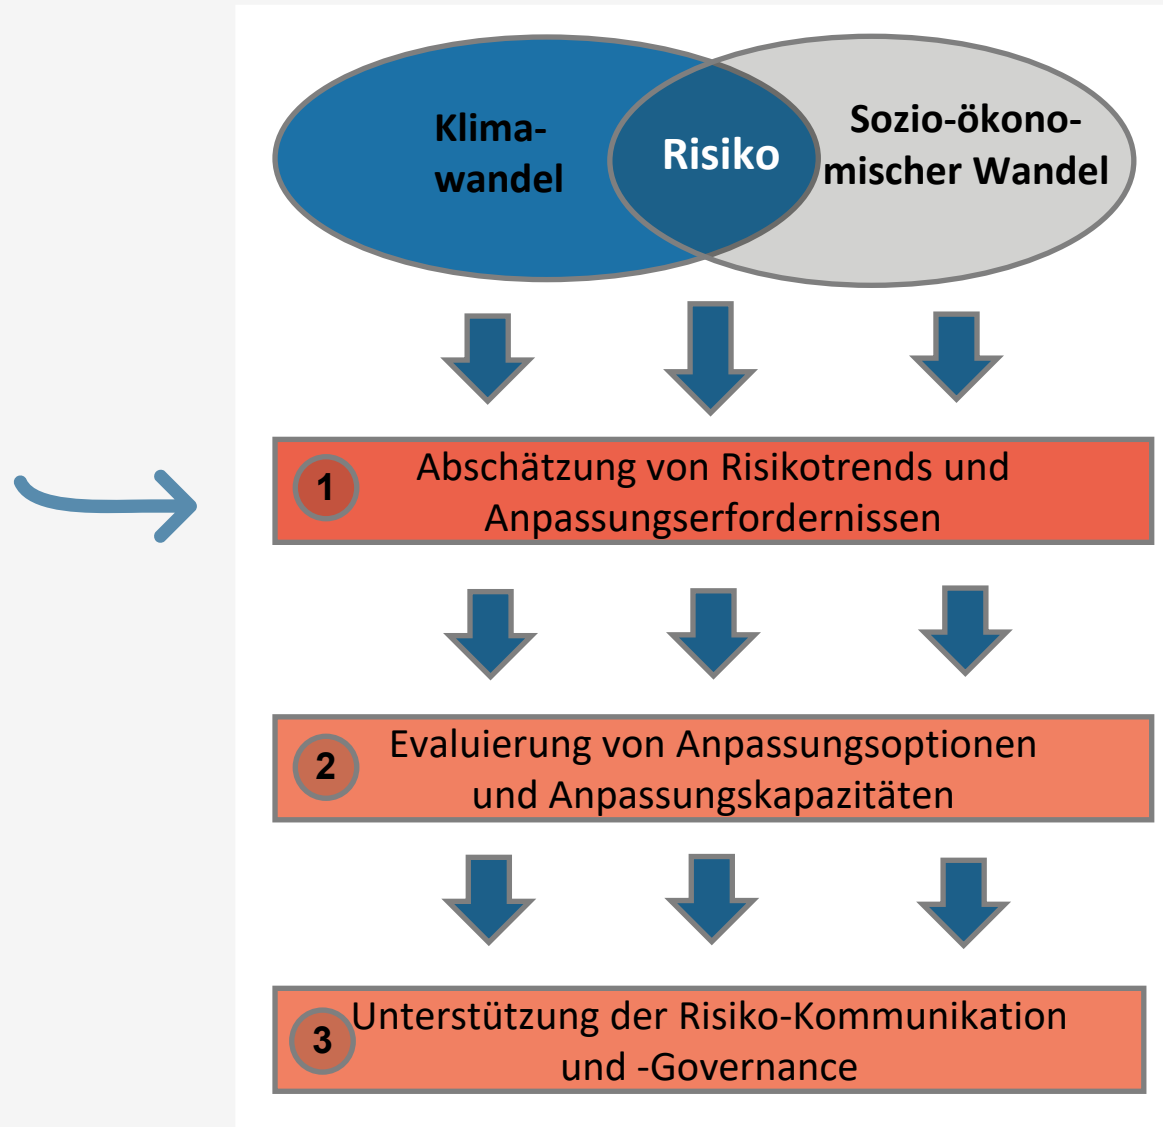 Klima-
wandel
Risiko
Sozio-ökono-
mischer Wandel
1
Abschätzung von Risikotrends und
Anpassungserfordernissen
2
Evaluierung von Anpassungsoptionen
und Anpassungskapazitäten
3
Unterstützung der Risiko-Kommunikation
und -Governance